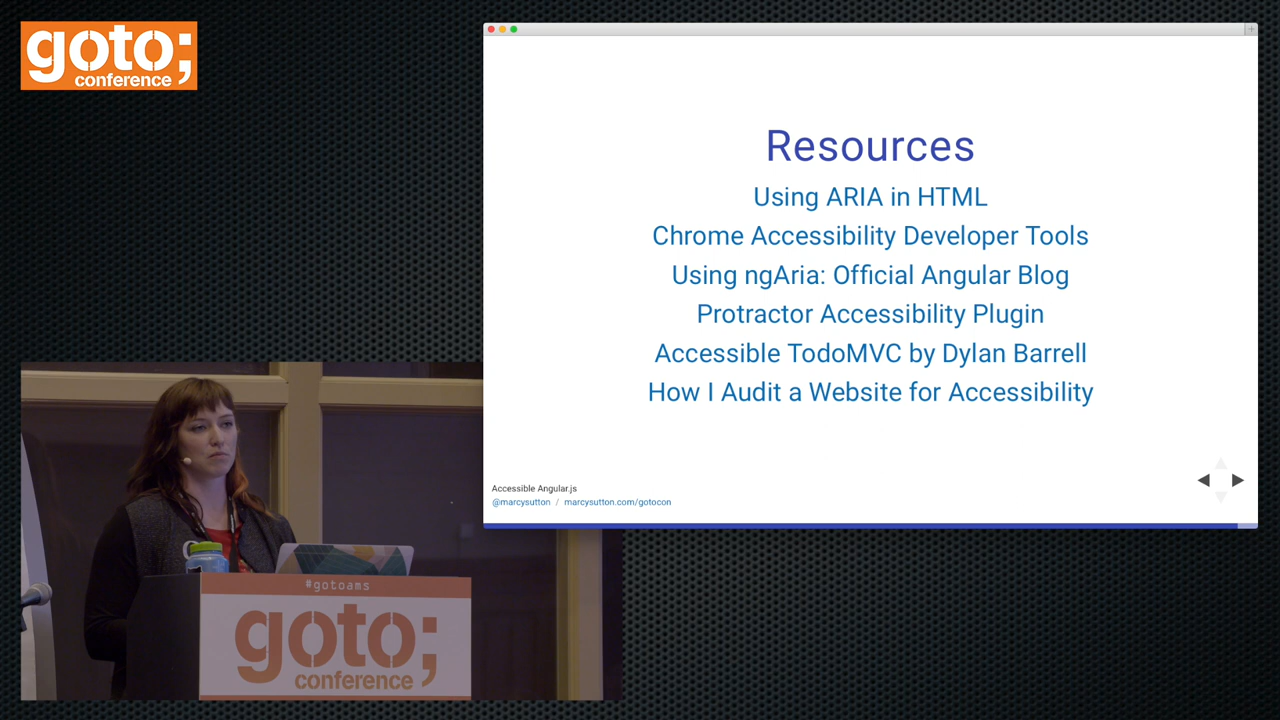 goto;
conference
Resources
Using ARIA in HTML
Chrome Accessibility Developer Tools
Using ngAria: Official Angular Blog
Protractor Accessibility Plugin
Accessible TodoMVC by Dylan Barrell
How I Audit a Website for Accessibility
Accessible Angular.js
@marcysutton / marcysutton.com/gotocon
#gotoams
goto;
conference